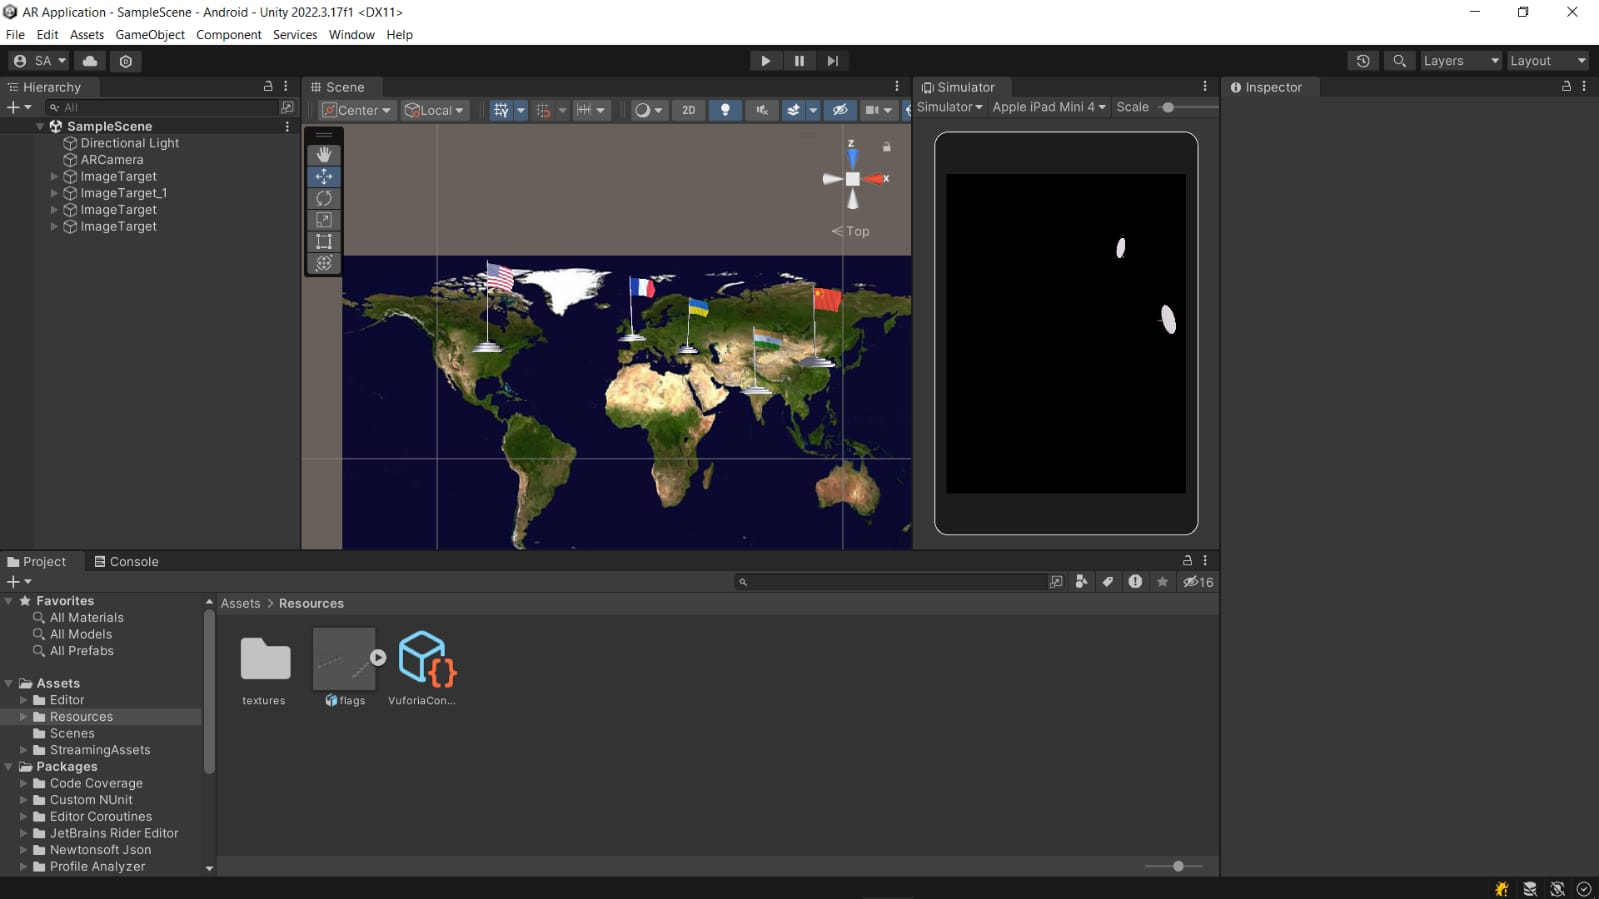 AR Application - SampleScene - Android - Unity 2022.3.17f1 <DX11>
File Edit Assets GameObject Component Services Window Help
SA
Layers Layout
Hierarchy
Scene
Simulator
Inspector
All
Center Local 2D
Simulator Apple iPad Mini 4 Scale
SampleScene
Directional Light
ARCamera
ImageTarget
ImageTarget_1
ImageTarget
ImageTarget
z
x
Top
Project Console
16
Favorites
All Materials
All Models
All Prefabs
Assets
Editor
Resources
Scenes
StreamingAssets
Packages
Code Coverage
Custom NUnit
Editor Coroutines
JetBrains Rider Editor
Newtonsoft Json
Profile Analyzer
Assets > Resources
textures flags VuforiaCon...